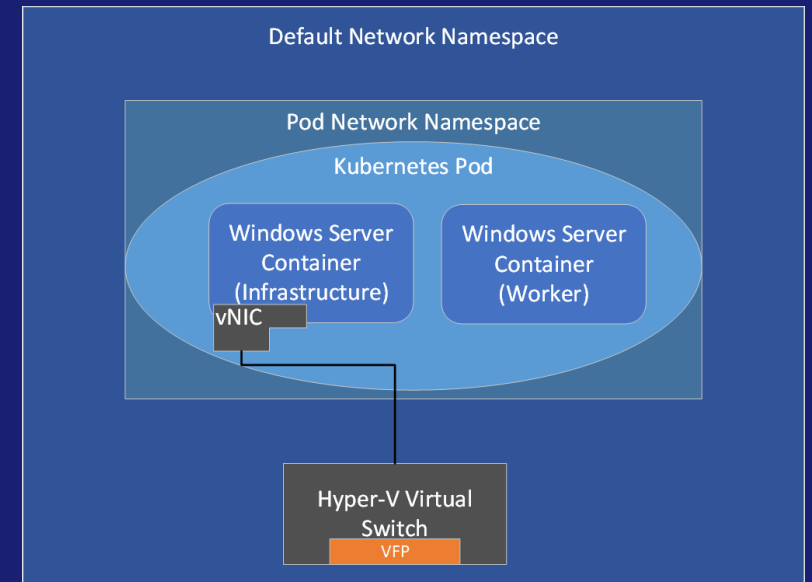 Default Network Namespace
Pod Network Namespace
Kubernetes Pod
Windows Server
Container
(Infrastructure)
vNIC
Windows Server
Container
(Worker)
Hyper-V Virtual
Switch
VFP